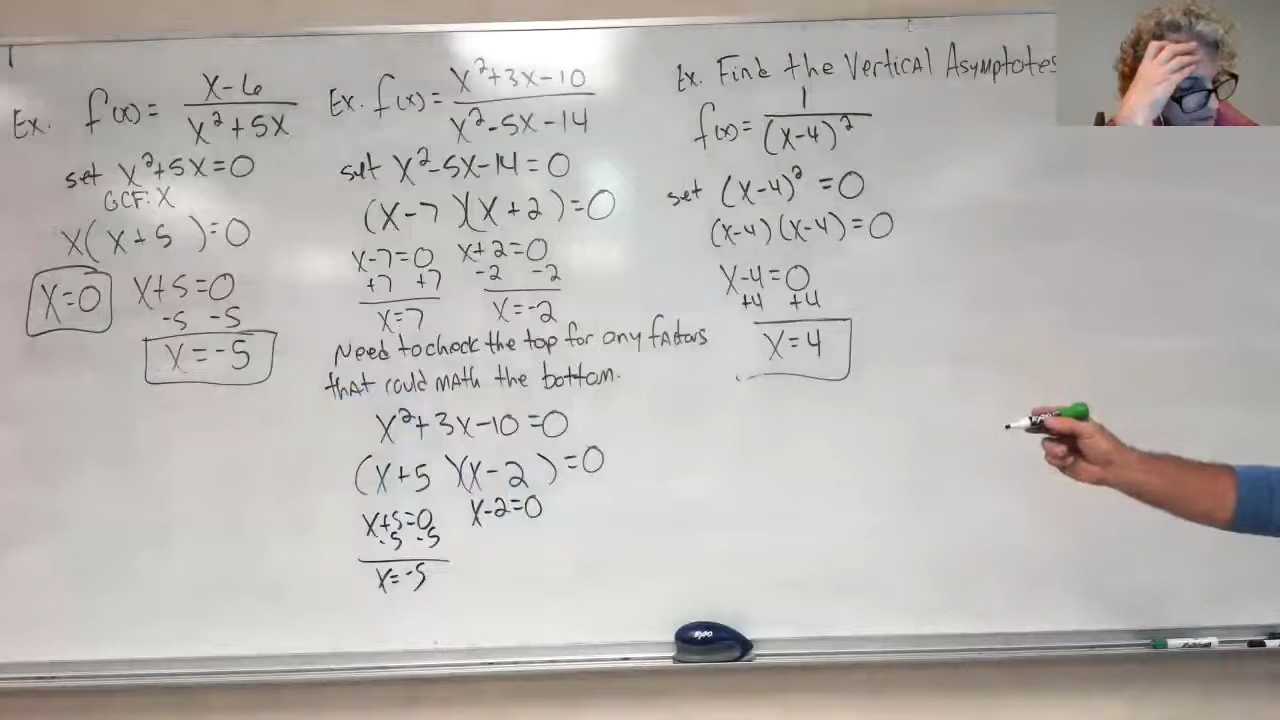 Ex. f(x)= x-6 / x²+5x
set x²+5x=0
GCF: x
x(x+5)=0
x=0
x+5=0
-5 -5
x=-5
Ex. f(x)= x²+3x-10 / x²-5x-14
set x²-5x-14=0
(x-7)(x+2)=0
x-7=0 x+2=0
+7 +7 -2 -2
x=7 x=-2
Need to check the top for any factors
that could math the bottom.
x²+3x-10=0
(x+5)(x-2)=0
x+5=0 x-2=0
-5 -5
x=-5
Ex. Find the Vertical Asymptotes
f(x)= 1 / (x-4)²
set (x-4)²=0
(x-4)(x-4)=0
x-4=0
+4 +4
x=4
EXPO